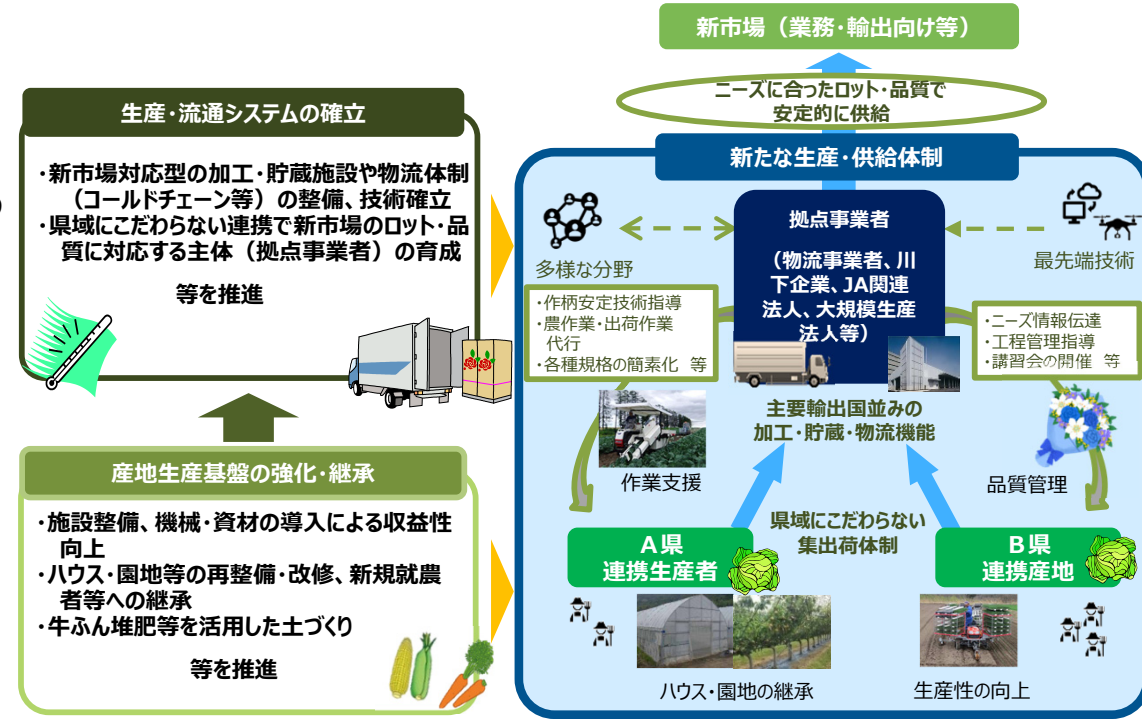 新市場(業務・輸出向け等)
ニーズに合ったロット・品質で
安定的に供給
生産・流通システムの確立
・新市場対応型の加工・貯蔵施設や物流体制
(コールドチェーン等)の整備、技術確立
・県域にこだわらない連携で新市場のロット・品
質に対応する主体(拠点事業者)の育成
等を推進
産地生産基盤の強化・継承
・施設整備、機械・資材の導入による収益性
向上
・ハウス・園地等の再整備・改修、新規就農
者等への継承
・牛ふん堆肥等を活用した土づくり
等を推進
新たな生産・供給体制
拠点事業者
(物流事業者、川
下企業、JA関連
法人、大規模生産
法人等)
多様な分野
最先端技術
・作柄安定技術指導
・農作業・出荷作業
代行
・各種規格の簡素化 等
・ニーズ情報伝達
・工程管理指導
・講習会の開催 等
主要輸出国並みの
加工・貯蔵・物流機能
作業支援
品質管理
県域にこだわらない
集出荷体制
A県
連携生産者
B県
連携産地
ハウス・園地の継承
生産性の向上